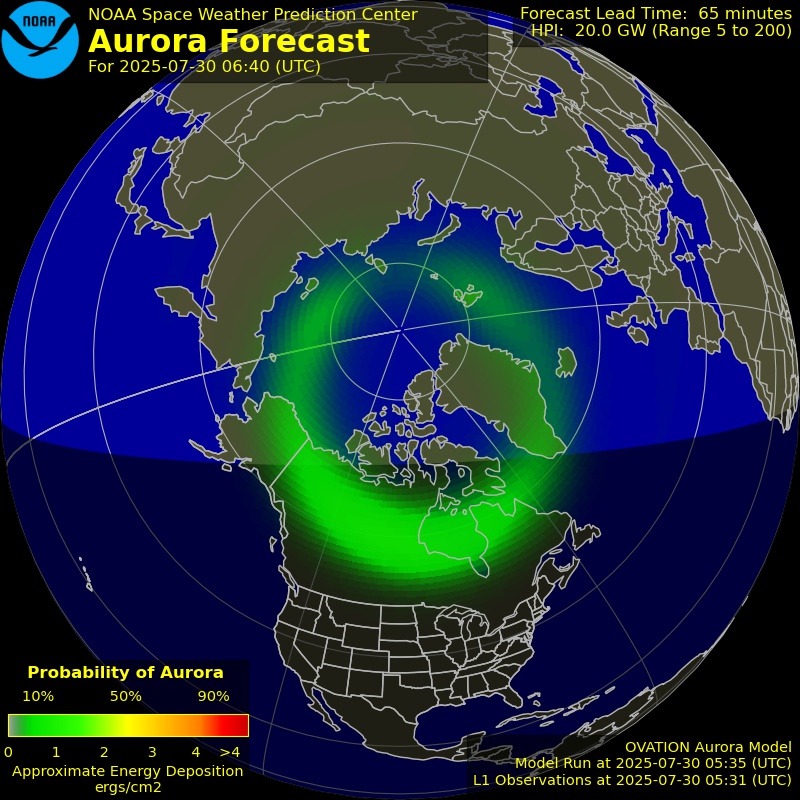 NOAA
NOAA Space Weather Prediction Center
Aurora Forecast
For 2025-07-30 06:40 (UTC)
Forecast Lead Time: 65 minutes
HPI: 20.0 GW (Range 5 to 200)
Probability of Aurora
10% 50% 90%
0 1 2 3 4 >4
Approximate Energy Deposition
ergs/cm2
OVATION Aurora Model
Model Run at 2025-07-30 05:35 (UTC)
L1 Observations at 2025-07-30 05:31 (UTC)